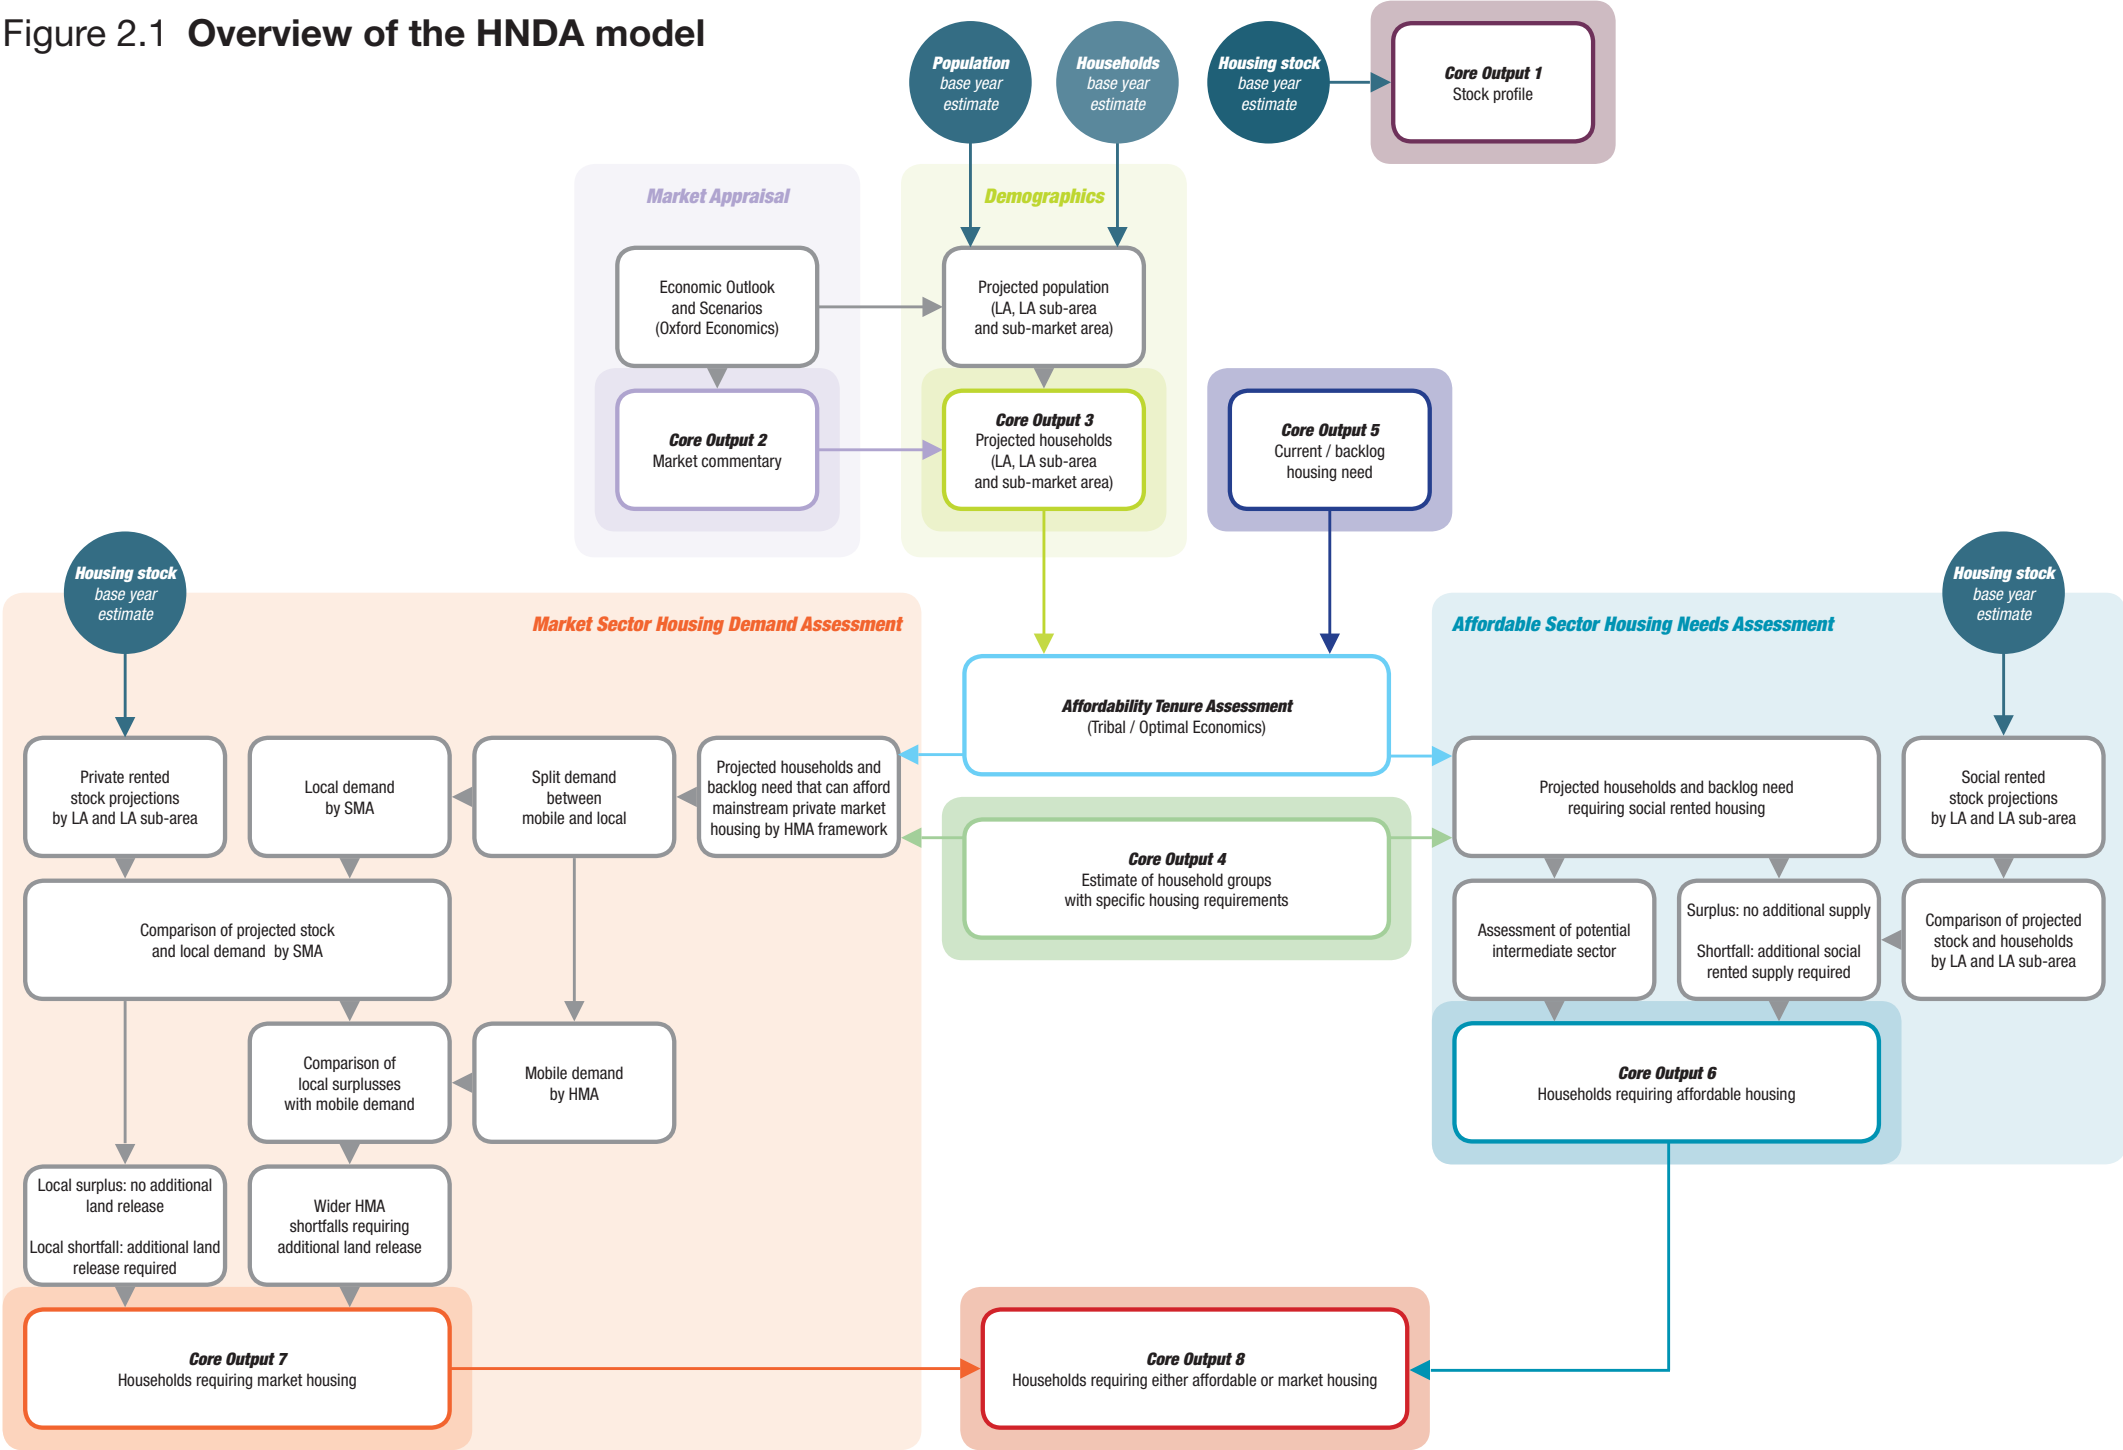 Figure 2.1 Overview of the HNDA model
Population
base year
estimate
Households
base year
estimate
Housing stock
base year
estimate
Core Output 1
Stock profile
Market Appraisal
Demographics
Economic Outlook
and Scenarios
(Oxford Economics)
Projected population
(LA, LA sub-area
and sub-market area)
Core Output 2
Market commentary
Core Output 3
Projected households
(LA, LA sub-area
and sub-market area)
Core Output 5
Current / backlog
housing need
Housing stock
base year
estimate
Housing stock
base year
estimate
Market Sector Housing Demand Assessment
Affordable Sector Housing Needs Assessment
Affordability Tenure Assessment
(Tribal / Optimal Economics)
Private rented
stock projections
by LA and LA sub-area
Local demand
by SMA
Split demand
between
mobile and local
Projected households and
backlog need that can afford
mainstream private market
housing by HMA framework
Projected households and backlog need
requiring social rented housing
Social rented
stock projections
by LA and LA sub-area
Core Output 4
Estimate of household groups
with specific housing requirements
Comparison of projected stock
and local demand by SMA
Assessment of potential
intermediate sector
Surplus: no additional supply
Shortfall: additional social
rented supply required
Comparison of projected
stock and households
by LA and LA sub-area
Comparison of
local surplusses
with mobile demand
Mobile demand
by HMA
Core Output 6
Households requiring affordable housing
Local surplus: no additional
land release
Local shortfall: additional land
release required
Wider HMA
shortfalls requiring
additional land release
Core Output 7
Households requiring market housing
Core Output 8
Households requiring either affordable or market housing